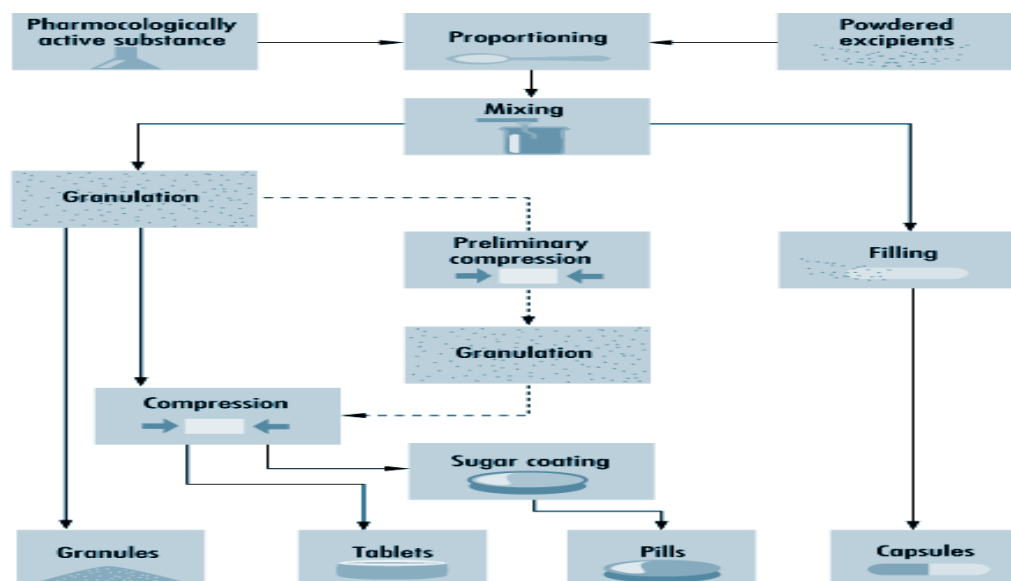 Pharmocologically
active substance
Proportioning
Powdered
excipients
Mixing
Granulation
Preliminary
compression
Filling
Granulation
Compression
Sugar coating
Granules
Tablets
Pills
Capsules